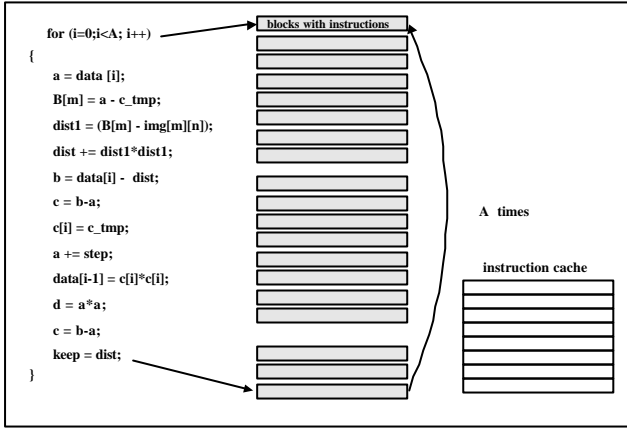 for (i=0;i<A; i++)
{
a = data [i];
B[m] = a - c_tmp;
dist1 = (B[m] - img[m][n]);
dist += dist1*dist1;
b = data[i] - dist;
c = b-a;
c[i] = c_tmp;
a += step;
data[i-1] = c[i]*c[i];
d = a*a;
c = b-a;
keep = dist;
}
blocks with instructions
A times
instruction cache